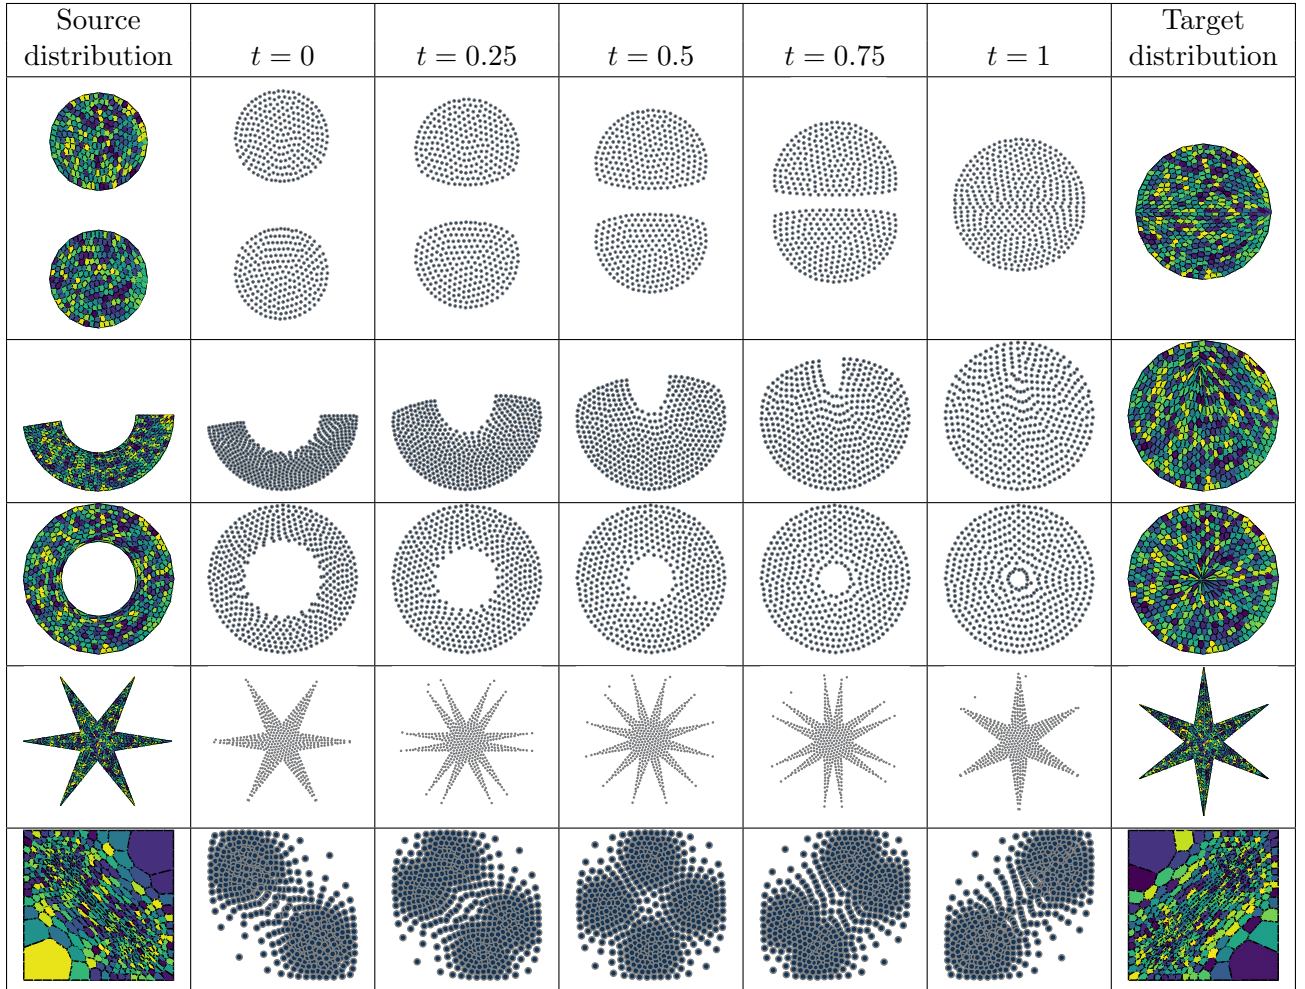 Source
distribution
t = 0
t = 0.25
t = 0.5
t = 0.75
t = 1
Target
distribution